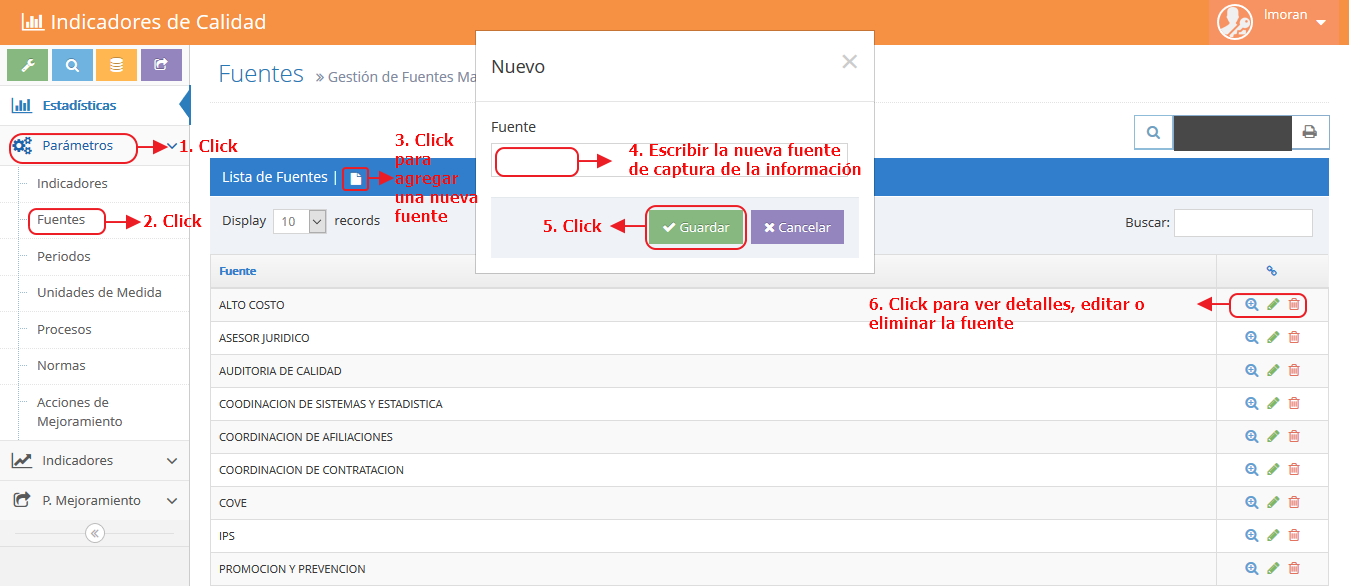 Indicadores de Calidad
lmoran
Estadísticas
Parámetros
1. Click
Indicadores
Fuentes
2. Click
Periodos
Unidades de Medida
Procesos
Normas
Acciones de
Mejoramiento
Indicadores
P. Mejoramiento
Fuentes » Gestión de Fuentes Ma
Lista de Fuentes |
3. Click
para
agregar
una nueva
fuente
Display 10 records
Buscar:
Nuevo
Fuente
4. Escribir la nueva fuente
de captura de la información
5. Click
Guardar
Cancelar
Fuente
ALTO COSTO
6. Click para ver detalles, editar o
eliminar la fuente
ASESOR JURIDICO
AUDITORIA DE CALIDAD
COODINACION DE SISTEMAS Y ESTADISTICA
COORDINACION DE AFILIACIONES
COORDINACION DE CONTRATACION
COVE
IPS
PROMOCION Y PREVENCION